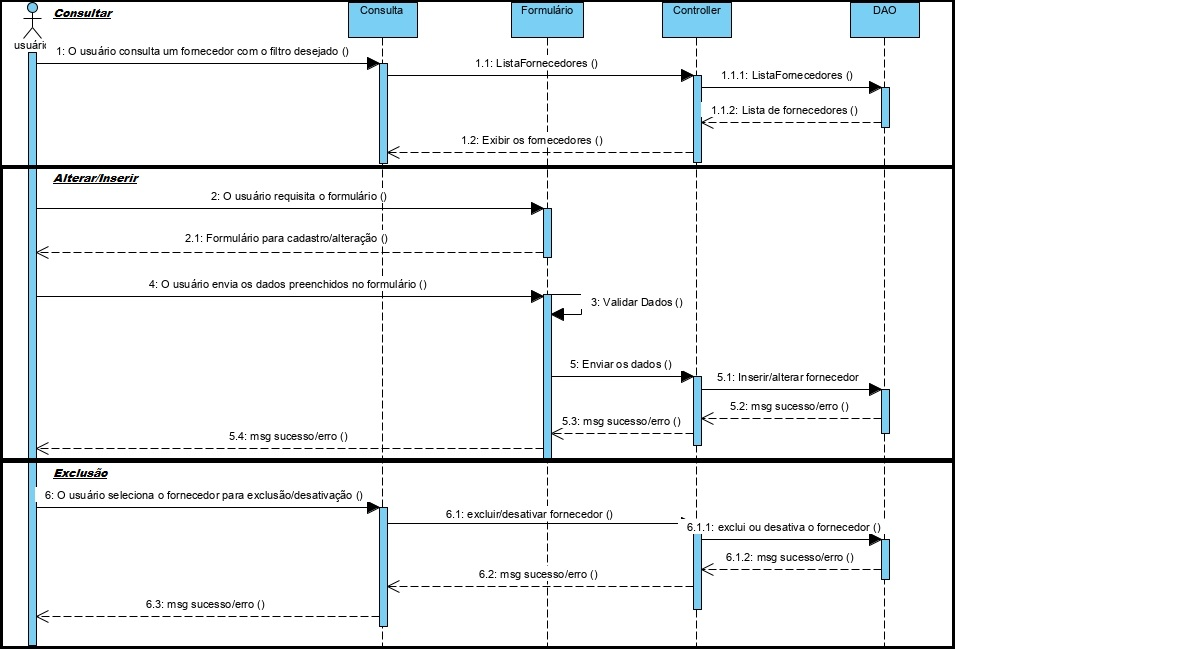 Consultar
Consulta
Formulário
Controller
DAO
usuári
1: O usuário consulta um fornecedor com o filtro desejado ()
1.1: ListaFornecedores ()
1.1.1: ListaFornecedores ()
1.1.2: Lista de fornecedores ()
1.2: Exibir os fornecedores ()
Alterar/Inserir
2: O usuário requisita o formulário ()
2.1: Formulário para cadastro/alteração ()
4: O usuário envia os dados preenchidos no formulário ()
3: Validar Dados ()
5: Enviar os dados ()
5.1: Inserir/alterar fornecedor
5.2: msg sucesso/erro ()
5.3: msg sucesso/erro ()
5.4: msg sucesso/erro ()
Exclusão
6: O usuário seleciona o fornecedor para exclusão/desativação ()
6.1: excluir/desativar fornecedor ()
6.1.1: exclui ou desativa o fornecedor ()
6.1.2: msg sucesso/erro ()
6.2: msg sucesso/erro ()
6.3: msg sucesso/erro ()